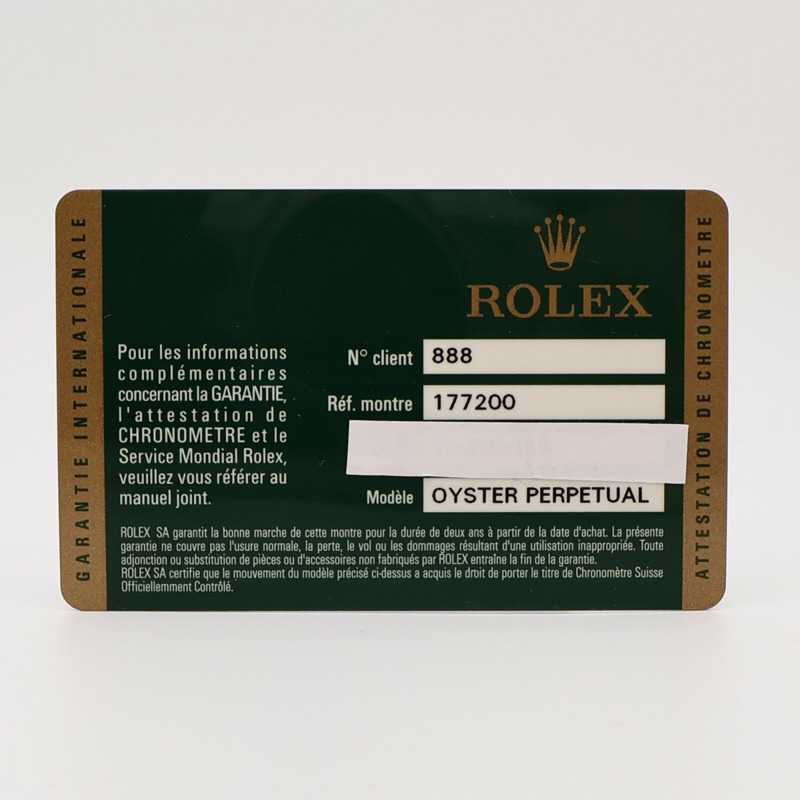 GARANTIE INTERNATIONALE
ROLEX
Pour les informations
complémentaires
concernant la GARANTIE,
l'attestation de
CHRONOMETRE et le
Service Mondial Rolex,
veuillez vous référer au
manuel joint.
N° client 888
Réf. montre 177200
Modèle OYSTER PERPETUAL
ROLEX SA garantit la bonne marche de cette montre pour la durée de deux ans à partir de la date d'achat. La présente
garantie ne couvre pas l'usure normale, la perte, le vol ou les dommages résultant d'une utilisation inappropriée. Toute
adjonction ou substitution de pièces ou d'accessoires non fabriqués par ROLEX entraîne la fin de la garantie.
ROLEX SA certifie que le mouvement du modèle précisé ci-dessus a acquis le droit de porter le titre de Chronomètre Suisse
Officiellement Contrôlé.
ATTESTATION DE CHRONOMETRE